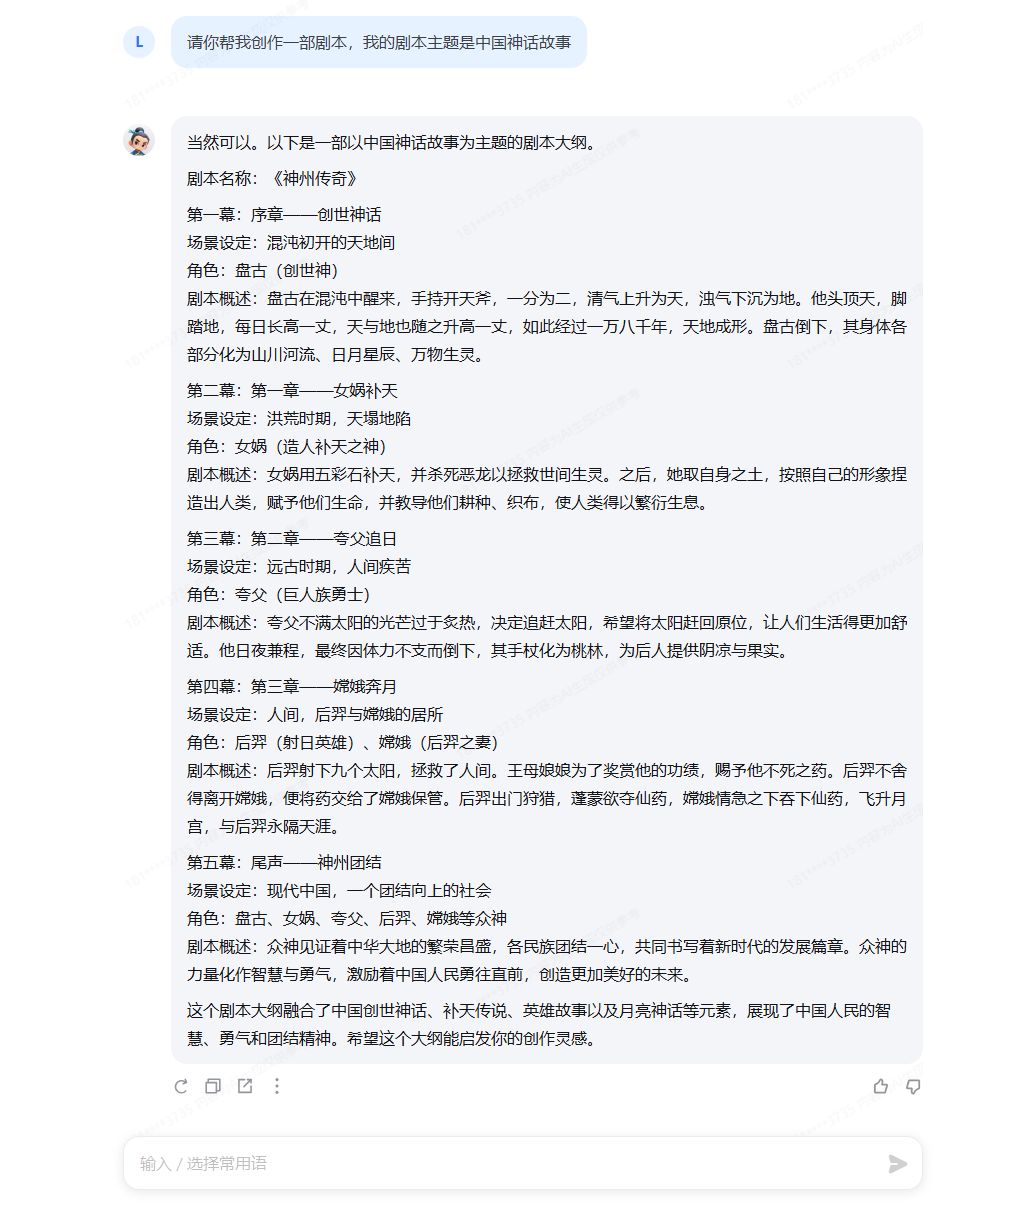 L
请你帮我创作一部剧本，我的剧本主题是中国神话故事
当然可以。以下是一部以中国神话故事为主题的剧本大纲。
剧本名称：《神州传奇》
第一幕：序章——创世神话
场景设定：混沌初开的天地间
角色：盘古（创世神）
剧本概述：盘古在混沌中醒来，手持开天斧，一分为二，清气上升为天，浊气下沉为地。他头顶天，脚
踏地，每日长高一丈，天与地也随之升高一丈，如此经过一万八千年，天地成形。盘古倒下，其身体各
部分化为山川河流、日月星辰、万物生灵。
第二幕：第一章——女娲补天
场景设定：洪荒时期，天塌地陷
角色：女娲（造人补天之神）
剧本概述：女娲用五彩石补天，并杀死恶龙以拯救世间生灵。之后，她取自身之土，按照自己的形象捏
造出人类，赋予他们生命，并教导他们耕种、织布，使人类得以繁衍生息。
第三幕：第二章——夸父追日
场景设定：远古时期，人间疾苦
角色：夸父（巨人族勇士）
剧本概述：夸父不满太阳的光芒过于炙热，决定追赶太阳，希望将太阳赶回原位，让人们生活得更加舒
适。他日夜兼程，最终因体力不支而倒下，其手杖化为桃林，为后人提供阴凉与果实。
第四幕：第三章——嫦娥奔月
场景设定：人间，后羿与嫦娥的居所
角色：后羿（射日英雄）、嫦娥（后羿之妻）
剧本概述：后羿射下九个太阳，拯救了人间。王母娘娘为了奖赏他的功绩，赐予他不死之药。后羿不舍
得离开嫦娥，便将药交给了嫦娥保管。后羿出门狩猎，蓬蒙欲夺仙药，嫦娥情急之下吞下仙药，飞升月
宫，与后羿永隔天涯。
第五幕：尾声——神州团结
场景设定：现代中国，一个团结向上的社会
角色：盘古、女娲、夸父、后羿、嫦娥等众神
剧本概述：众神见证着中华大地的繁荣昌盛，各民族团结一心，共同书写着新时代的发展篇章。众神的
力量化作智慧与勇气，激励着中国人民勇往直前，创造更加美好的未来。
这个剧本大纲融合了中国创世神话、补天传说、英雄故事以及月亮神话等元素，展现了中国人民的智
慧、勇气和团结精神。希望这个大纲能启发你的创作灵感。
输入 / 选择常用语